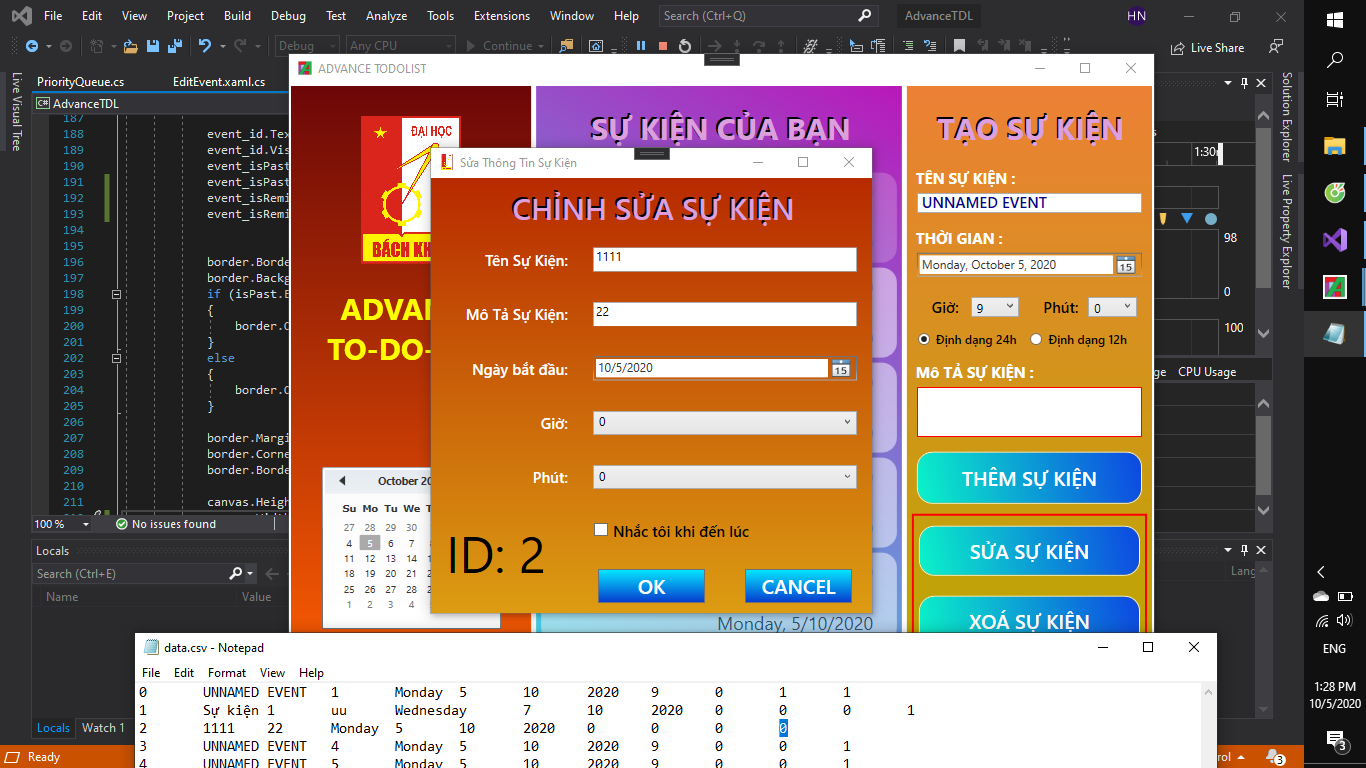 File Edit View Project Build Debug Test Analyze Tools Extensions Window Help Search (Ctrl+Q) AdvanceTDL HN
Debug Any CPU Continue Live Share
ADVANCE TODOLIST
PriorityQueue.cs EditEvent.xaml.cs
AdvanceTDL
Live Visual Tree
187
188 event_id.Tex
189 event_id.Vis
190 event_isPast
191 event_isPast
192 event_isRemi
193 event_isRemi
194
195
196 border.Borde
197 border.Backg
198 if (isPast.E
199 {
200 border.O
201 }
202 else
203 {
204 border.O
205 }
206
207 border.Margi
208 border.Corne
209 border.Borde
210
211 canvas.Heigh
100 % No issues found
Locals
Search (Ctrl+E)
Name Value
Locals Watch 1
Ready
ĐẠI HỌC
BÁCH KH
ADVAN
TO-DO-
October 20
Su Mo Tu We
27 28 29 30
4 5 6 7
11 12 13 14
18 19 20 21
25 26 27 28
1 2 3 4
SỰ KIỆN CỦA BẠN
Monday, 5/10/2020
Sửa Thông Tin Sự Kiện
CHỈNH SỬA SỰ KIỆN
Tên Sự Kiện: 1111
Mô Tả Sự Kiện: 22
Ngày bắt đầu: 10/5/2020 15
Giờ: 0
Phút: 0
Nhắc tôi khi đến lúc
ID: 2
OK CANCEL
TẠO SỰ KIỆN
TÊN SỰ KIỆN :
UNNAMED EVENT
THỜI GIAN :
Monday, October 5, 2020 15
Giờ: 9 Phút: 0
Định dạng 24h Định dạng 12h
Mô TẢ SỰ KIỆN :
THÊM SỰ KIỆN
SỬA SỰ KIỆN
XOÁ SỰ KIỆN
1:30
98
0
100
ge CPU Usage
Lang
Solution Explorer
Live Property Explorer
data.csv - Notepad
File Edit Format View Help
0 UNNAMED EVENT 1 Monday 5 10 2020 9 0 1 1
1 Sự kiện 1 uu Wednesday 7 10 2020 0 0 0 1
2 1111 22 Monday 5 10 2020 0 0 0 0
3 UNNAMED EVENT 4 Monday 5 10 2020 9 0 0 1
4 UNNAMED EVENT 5 Monday 5 10 2020 9 0 0 1
rol 3
ENG
1:28 PM
10/5/2020
3